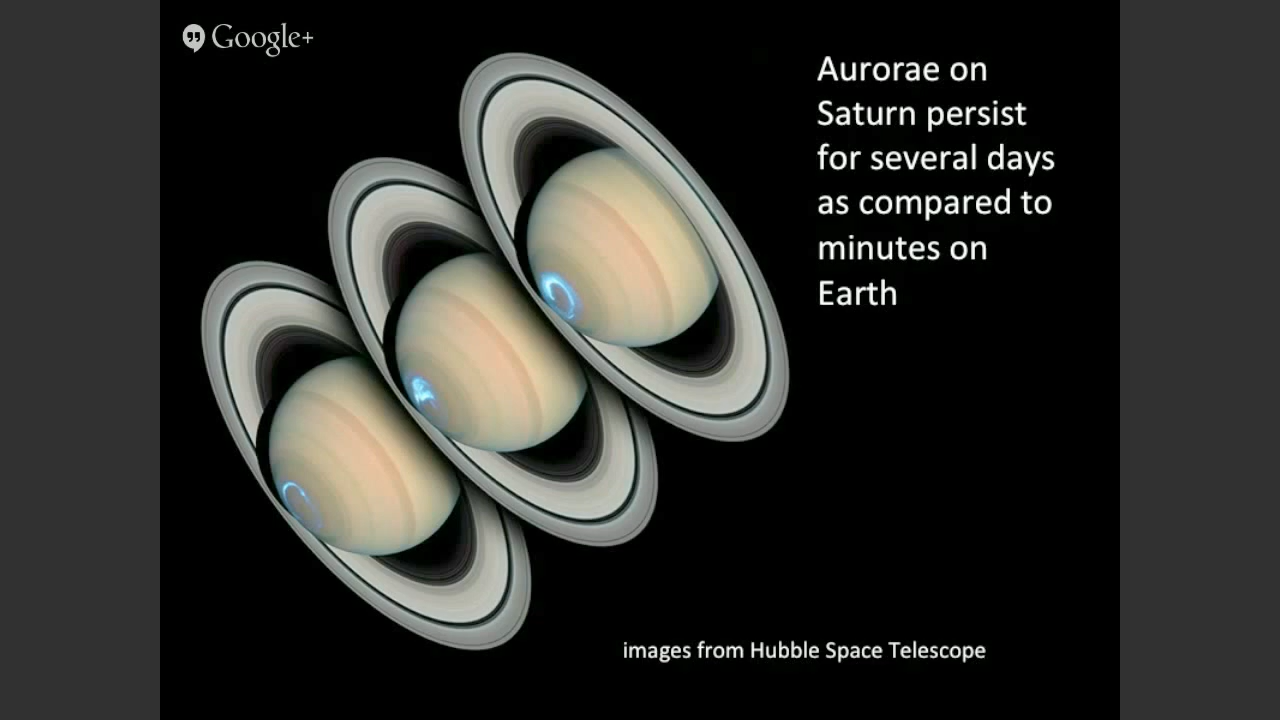 Google+
Aurorae on
Saturn persist
for several days
as compared to
minutes on
Earth
images from Hubble Space Telescope